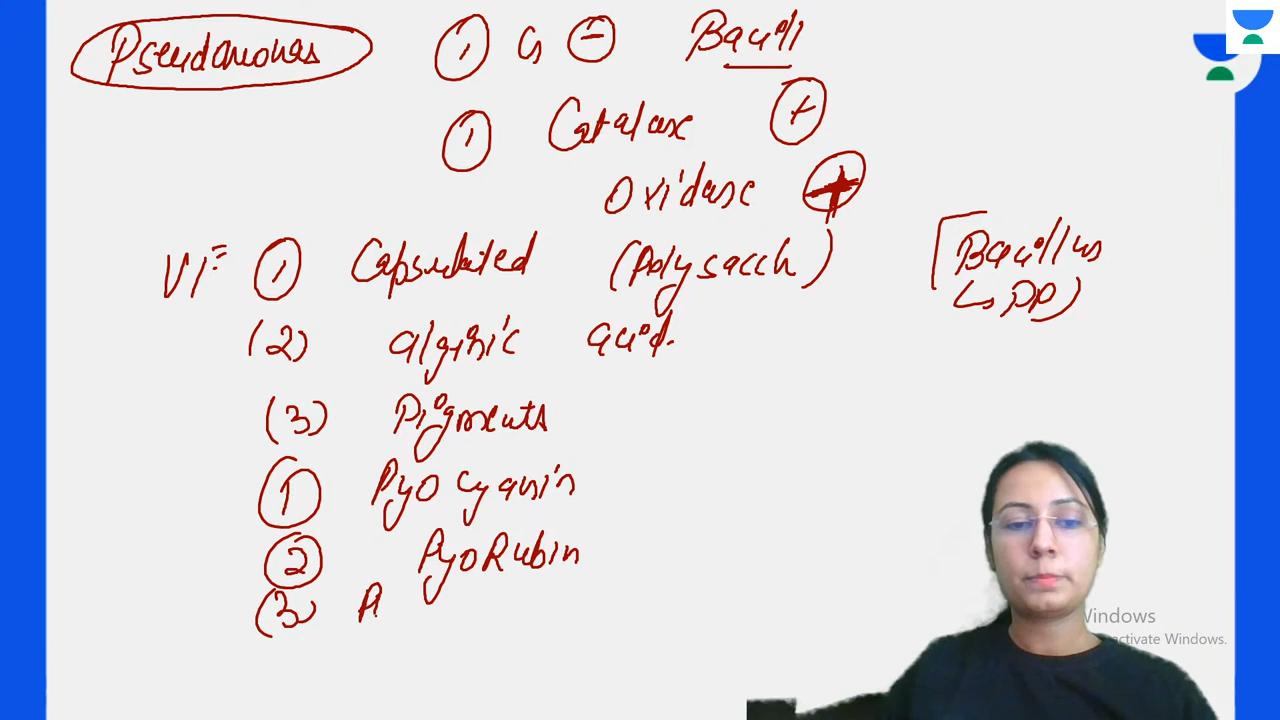 Pseudomonas ① G ⊖ Bacilli
① Catalase ⊕
Oxidase ⊕
VF= ① Capsulated (Polysacch)
[Bacillus
↳ PP)
(2) alginic acid.
(3) Pigments
① Pyocyanin
② PyoRubin
(3) P
Windows
activate Windows.